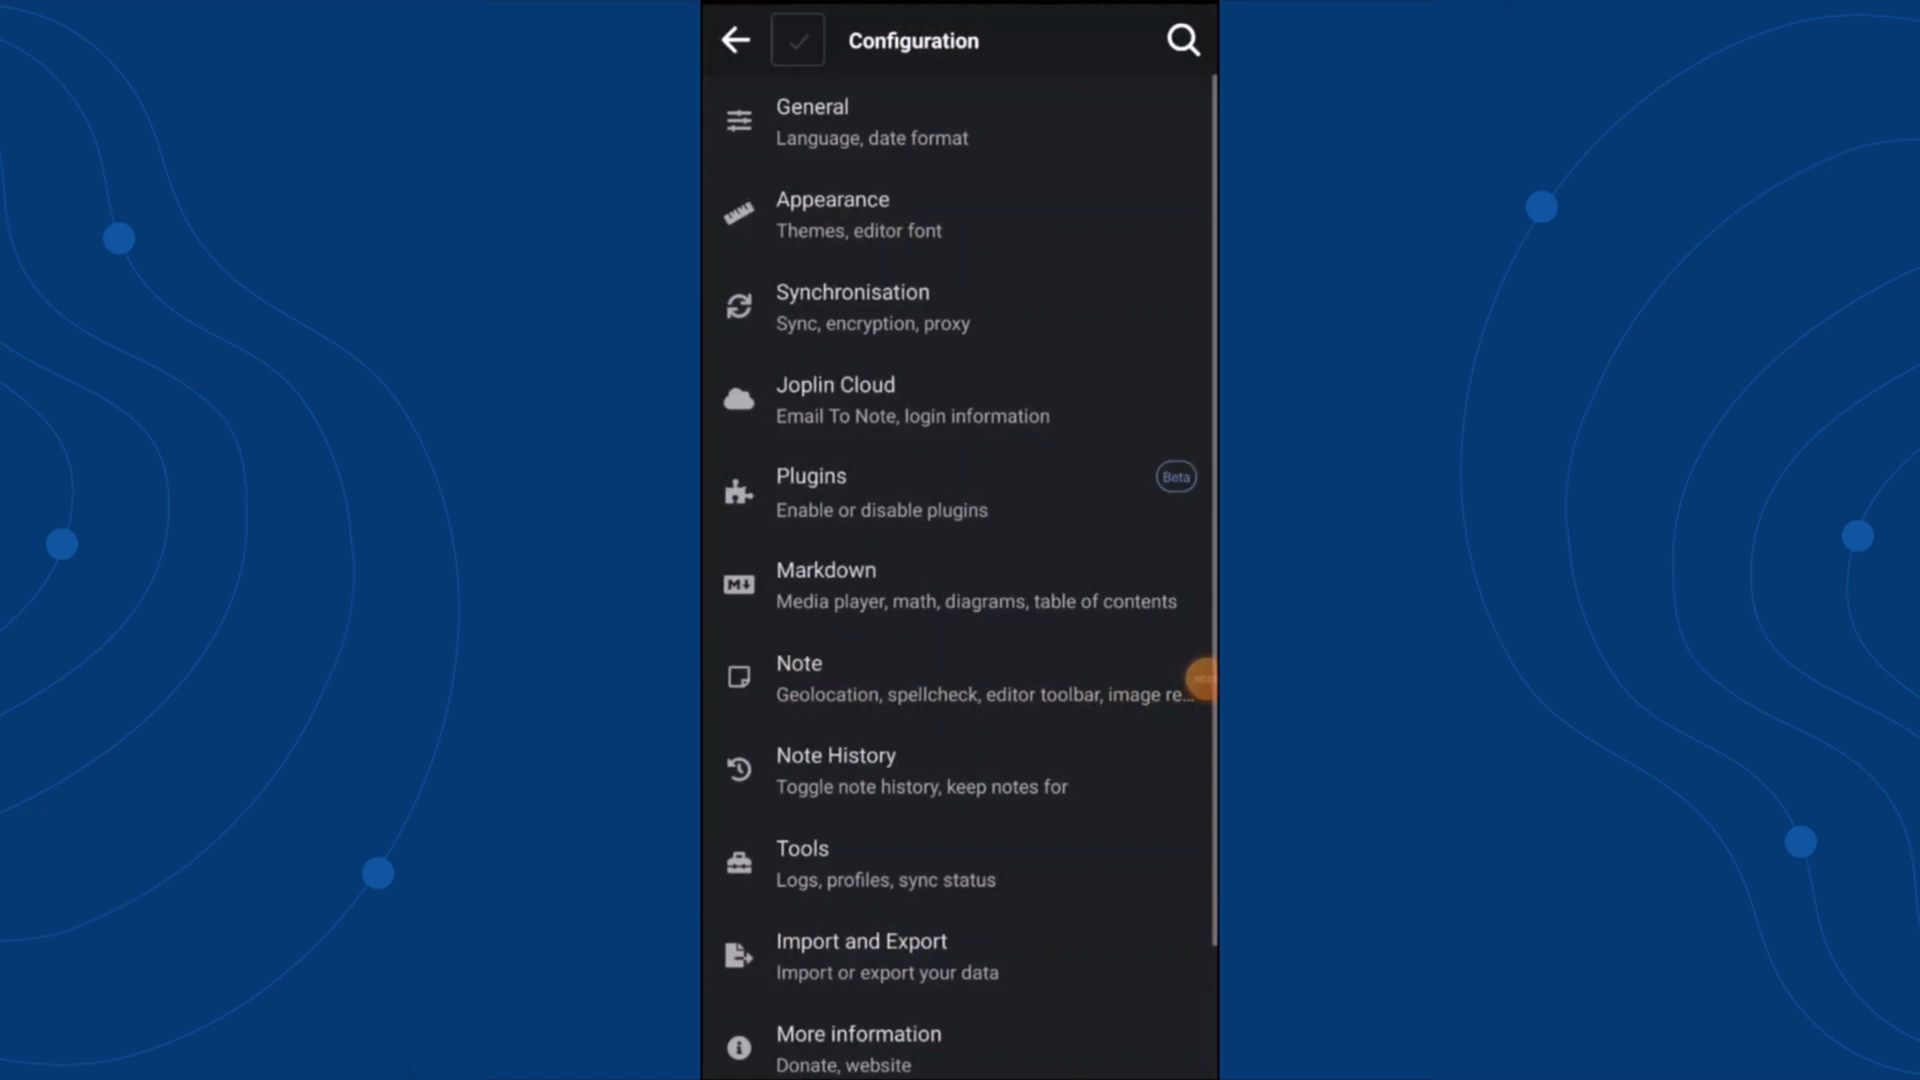 Configuration
General
Language, date format
Appearance
Themes, editor font
Synchronisation
Sync, encryption, proxy
Joplin Cloud
Email To Note, login information
Plugins
Beta
Enable or disable plugins
Markdown
Media player, math, diagrams, table of contents
Note
Geolocation, spellcheck, editor toolbar, image re...
Note History
Toggle note history, keep notes for
Tools
Logs, profiles, sync status
Import and Export
Import or export your data
More information
Donate, website